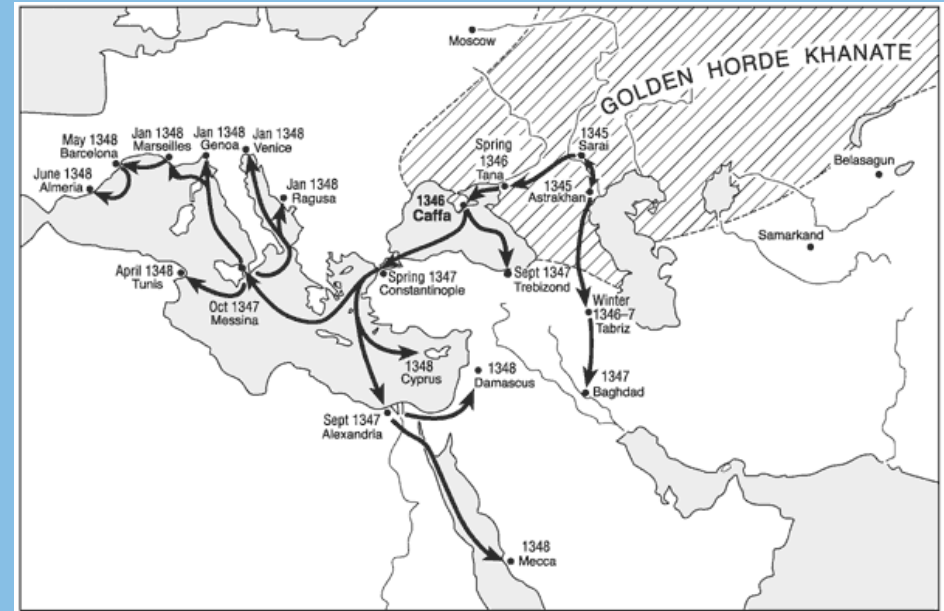 Moscow
GOLDEN HORDE KHANATE
May 1348
Barcelona
Jan 1348
Marseilles
Jan 1348
Genoa
Jan 1348
Venice
June 1348
Almeria
Jan 1348
Ragusa
Spring
1346
Tana
1345
Sarai
1345
Astrakhan
Belasagun
1346
Caffa
Samarkand
April 1348
Tunis
Oct 1347
Messina
Spring 1347
Constantinople
Sept 1347
Trebizond
Winter
1346–7
Tabriz
1348
Cyprus
1348
Damascus
1347
Baghdad
Sept 1347
Alexandria
1348
Mecca